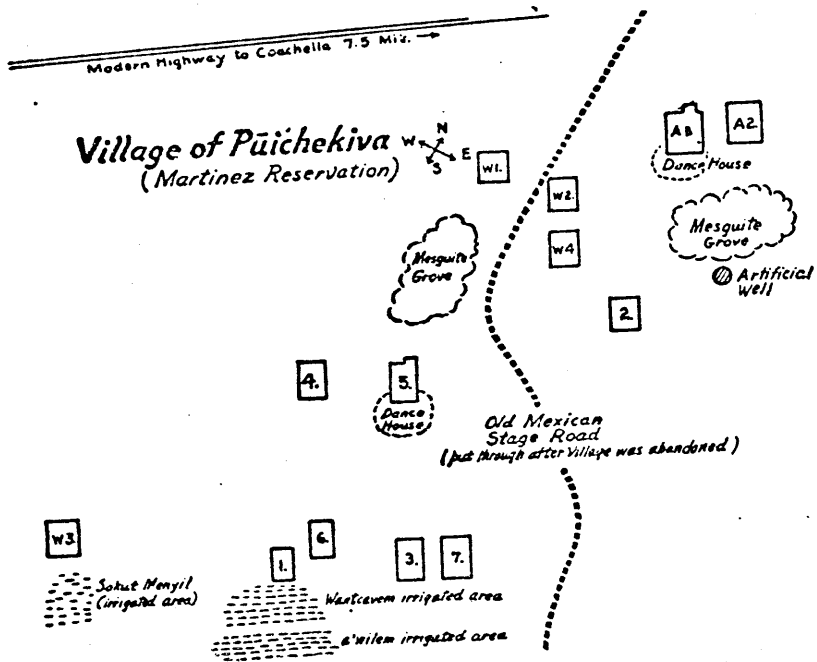 Modern Highway to Coachella 7.5 Mis.
Village of Pūichekiva
(Martinez Reservation)
N
W
E
S
W1.
A2
Dance House
W2.
Mesquite
Grove
W4
Mesquite
Grove
Artificial
Well
2.
4.
5.
Dance
House
Old Mexican
Stage Road
(put through after Village was abandoned)
W3.
6.
1.
3.
7.
Sokut Menyil
(irrigated area)
Wantcavem irrigated area
a'wilem irrigated area